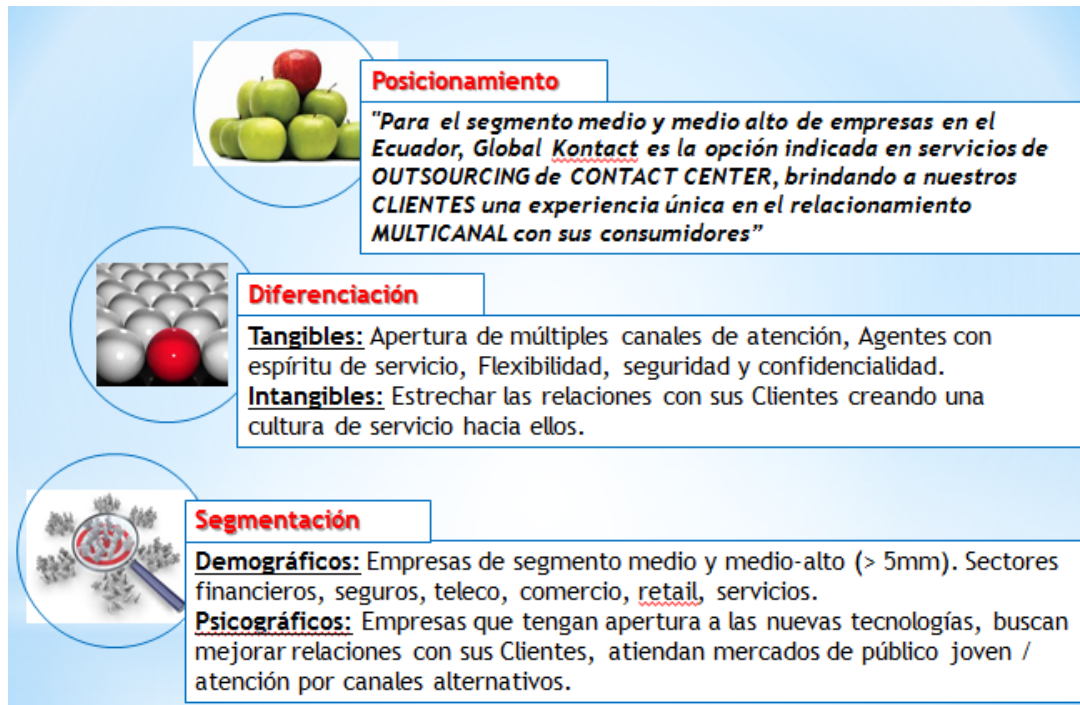 Posicionamiento
"Para el segmento medio y medio alto de empresas en el
Ecuador, Global Kontact es la opción indicada en servicios de
OUTSOURCING de CONTACT CENTER, brindando a nuestros
CLIENTES una experiencia única en el relacionamiento
MULTICANAL con sus consumidores”
Diferenciación
Tangibles: Apertura de múltiples canales de atención, Agentes con
espíritu de servicio, Flexibilidad, seguridad y confidencialidad.
Intangibles: Estrechar las relaciones con sus Clientes creando una
cultura de servicio hacia ellos.
Segmentación
Demográficos: Empresas de segmento medio y medio-alto (> 5mm). Sectores
financieros, seguros, teleco, comercio, retail, servicios.
Psicográficos: Empresas que tengan apertura a las nuevas tecnologías, buscan
mejorar relaciones con sus Clientes, atiendan mercados de público joven /
atención por canales alternativos.